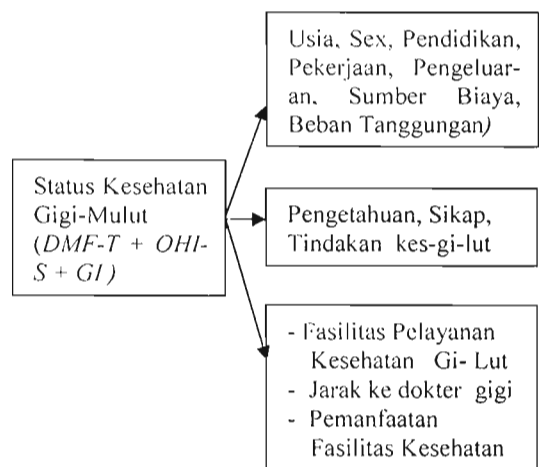 Usia, Sex, Pendidikan,
Pekerjaan, Pengeluar-
an, Sumber Biaya,
Beban Tanggungan)
Status Kesehatan
Gigi-Mulut
(DMF-T + OHI-
S + GI)
Pengetahuan, Sikap,
Tindakan kes-gi-lut
- Fasilitas Pelayanan
Kesehatan Gi- Lut
- Jarak ke dokter gigi
- Pemanfaatan
Fasilitas Kesehatan